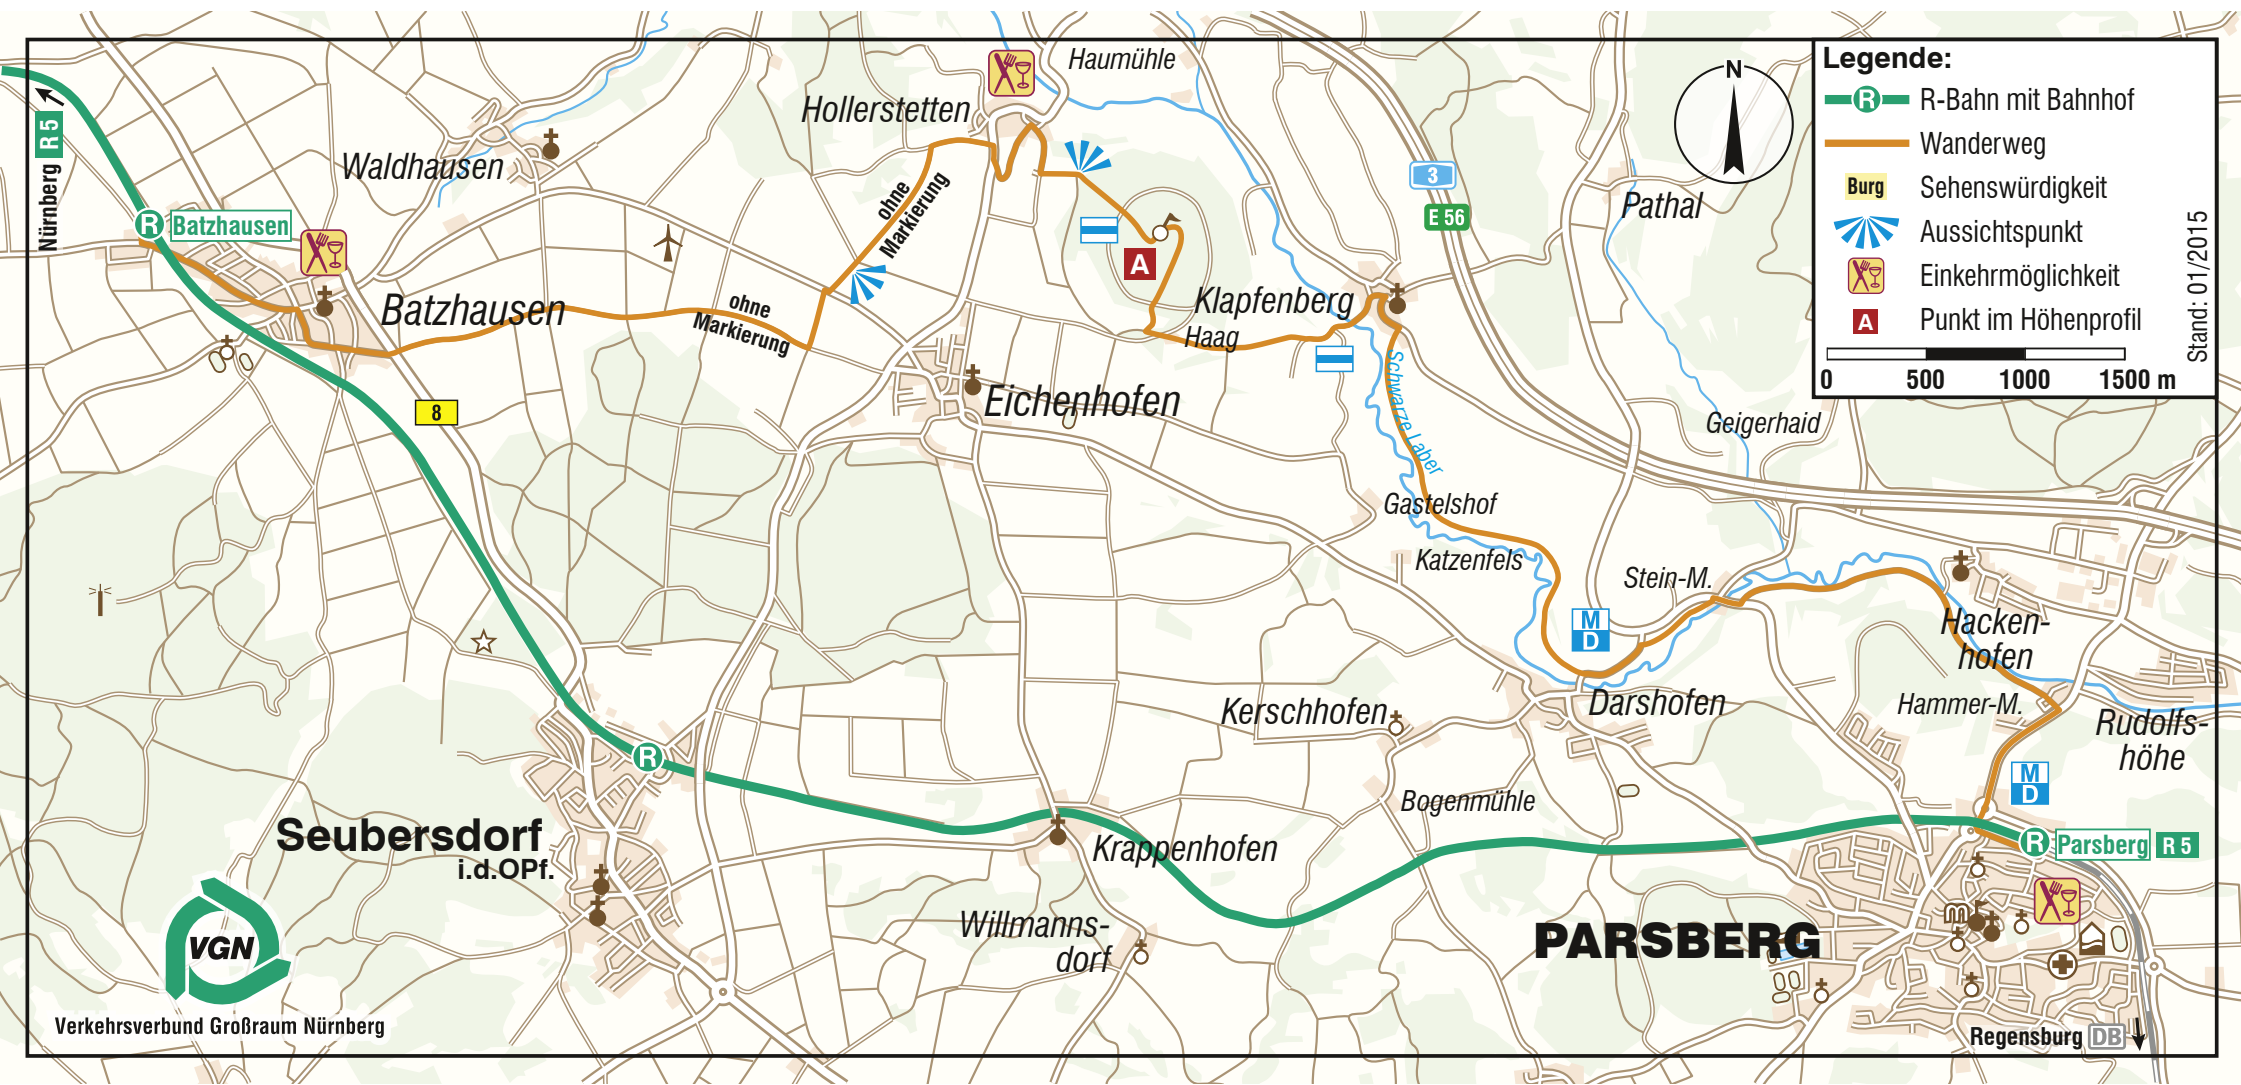 Haumühle
Hollerstetten
Waldhausen
Nürnberg R 5
R Batzhausen
Batzhausen
ohne
Markierung
ohne
Markierung
A
Klapfenberg
Haag
Eichenhofen
8
3
E 56
Pathal
N
Legende:
R R-Bahn mit Bahnhof
Wanderweg
Burg Sehenswürdigkeit
Aussichtspunkt
Einkehrmöglichkeit
A Punkt im Höhenprofil
0 500 1000 1500 m
Stand: 01/2015
Geigerhaid
Schwarze Laber
Gastelshof
Katzenfels
Stein-M.
M
D
Hacken-
hofen
Hammer-M.
Rudolfs-
höhe
Darshofen
Kerschhofen
Bogenmühle
M
D
R Parsberg R 5
R
Seubersdorf
i.d.OPf.
Krappenhofen
Willmanns-
dorf
PARSBERG
VGN
Verkehrsverbund Großraum Nürnberg
Regensburg DB